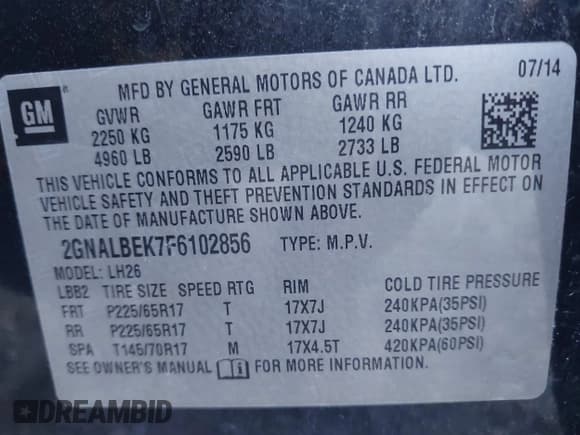 MFD BY GENERAL MOTORS OF CANADA LTD. 07/14
GM
GVWR GAWR FRT GAWR RR
2250 KG 1175 KG 1240 KG
4960 LB 2590 LB 2733 LB
THIS VEHICLE CONFORMS TO ALL APPLICABLE U.S. FEDERAL MOTOR
VEHICLE SAFETY AND THEFT PREVENTION STANDARDS IN EFFECT ON
THE DATE OF MANUFACTURE SHOWN ABOVE.
2GNALBEK7F6102856 TYPE: M.P.V.
MODEL: LH26
LBB2 TIRE SIZE SPEED RTG RIM COLD TIRE PRESSURE
FRT P225/65R17 T 17X7J 240KPA(35PSI)
RR P225/65R17 T 17X7J 240KPA(35PSI)
SPA T145/70R17 M 17X4.5T 420KPA(60PSI)
SEE OWNER'S MANUAL FOR MORE INFORMATION.
DREAMBID